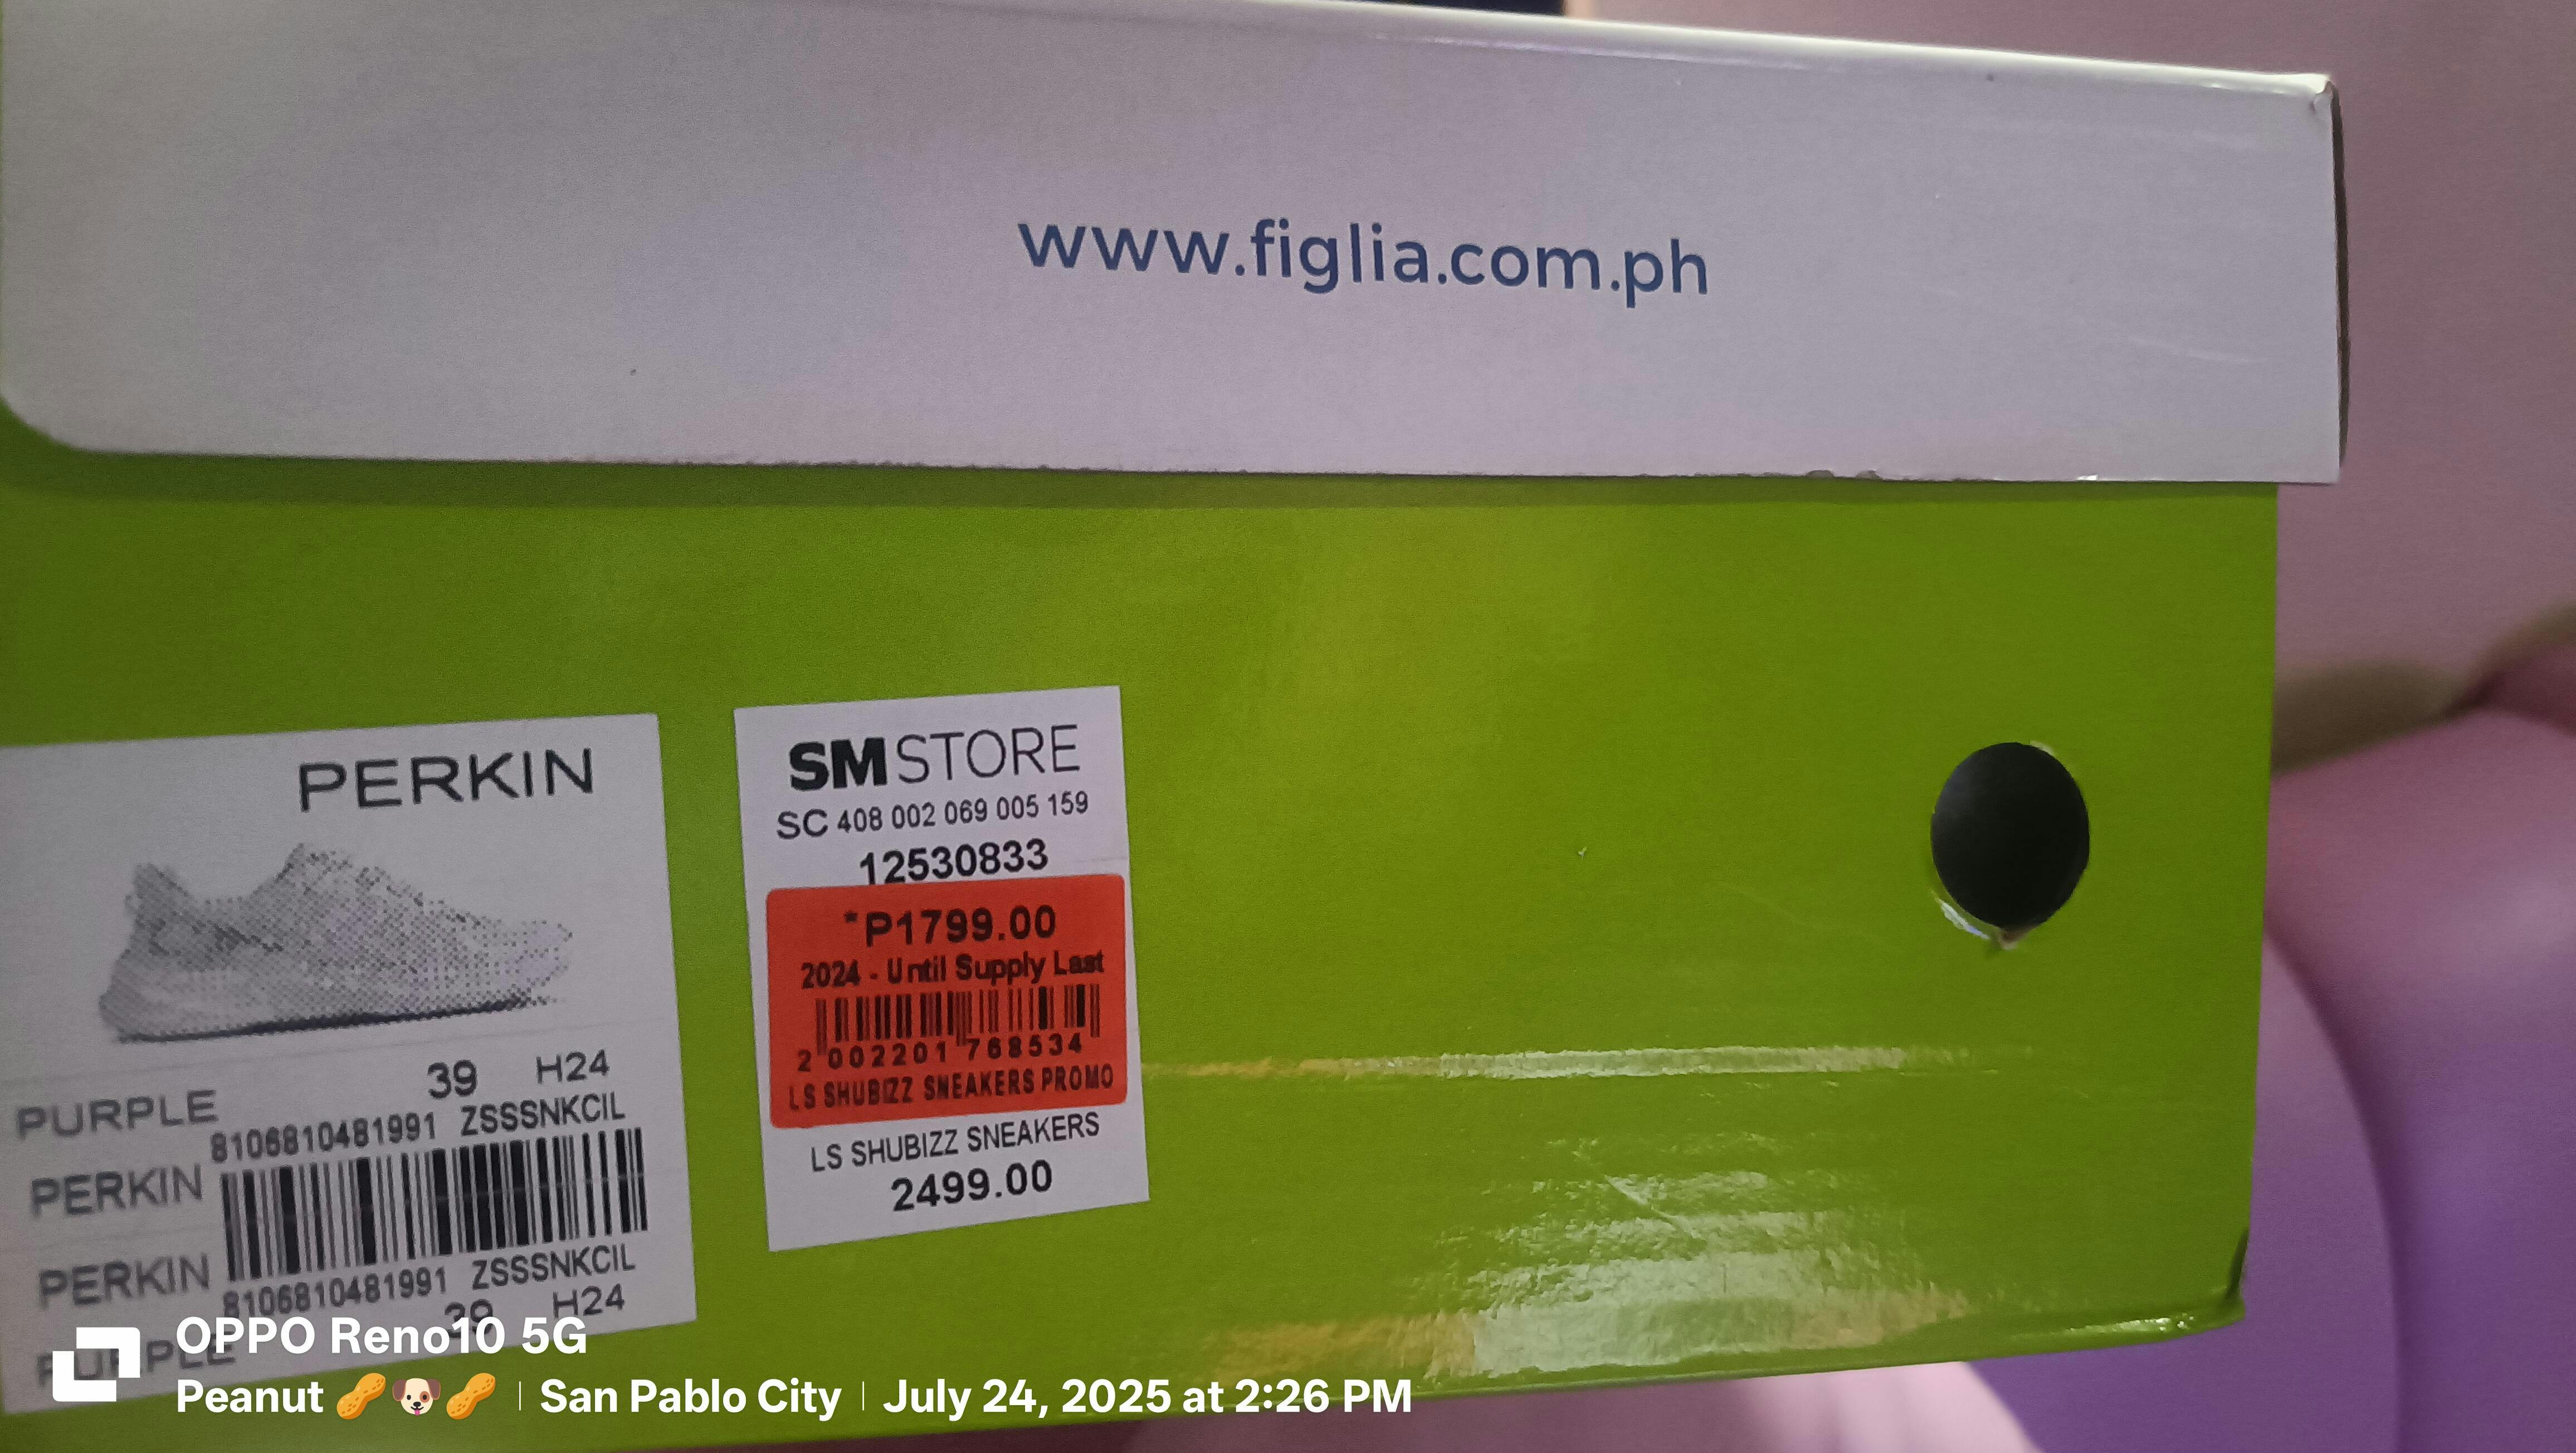 www.figlia.com.ph
PERKIN
39 H24
PURPLE
8106810481991 ZSSSNKCIL
PERKIN
PERKIN
8106810481991 ZSSSNKCIL
39 H24
PURPLE
SM STORE
SC 408 002 069 005 159
12530833
*P1799.00
2024 - Until Supply Last
2 002201 768534
LS SHUBIZZ SNEAKERS PROMO
LS SHUBIZZ SNEAKERS
2499.00
OPPO Reno10 5G
Peanut 🥜🐶🥜 | San Pablo City | July 24, 2025 at 2:26 PM